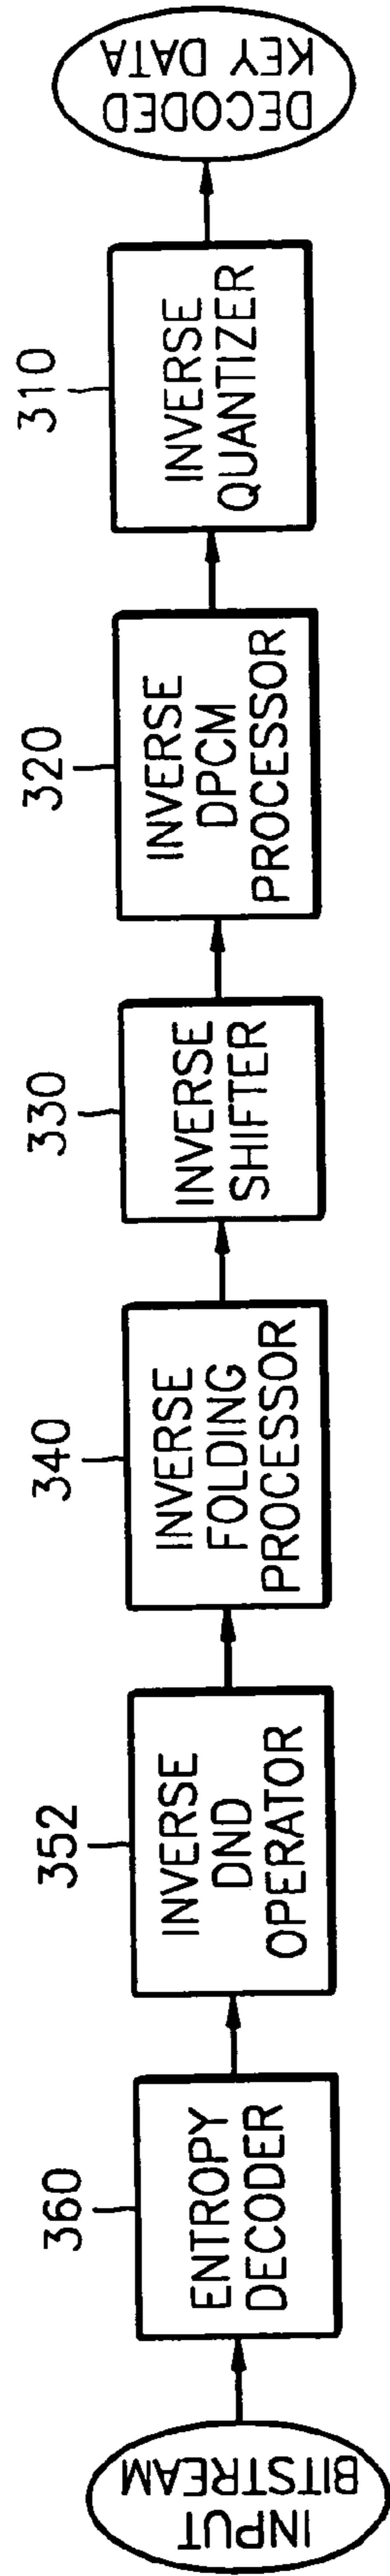 INPUT
BITSTREAM
360
ENTROPY
DECODER
352
INVERSE
DND
OPERATOR
340
INVERSE
FOLDING
PROCESSOR
330
INVERSE
SHIFTER
320
INVERSE
DPCM
PROCESSOR
310
INVERSE
QUANTIZER
DECODED
KEY DATA